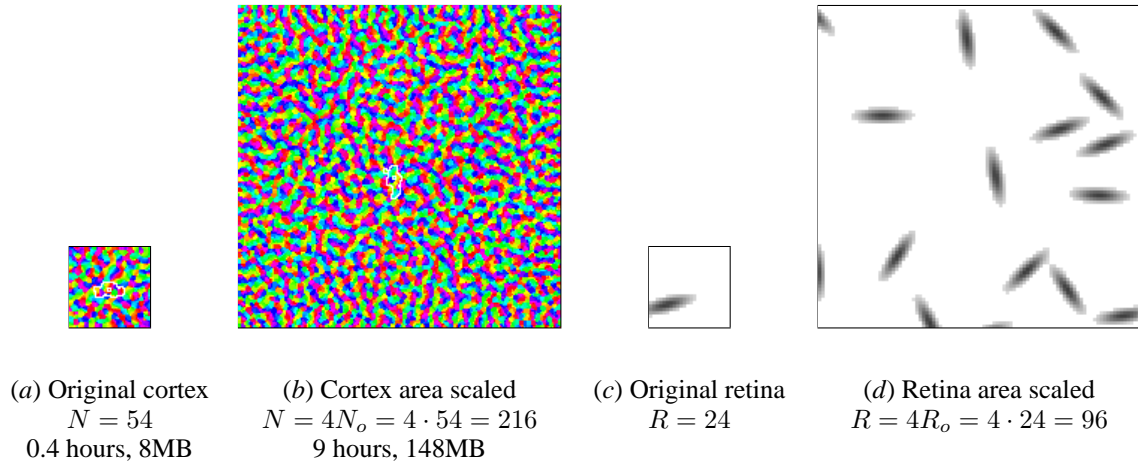 (a) Original cortex
N = 54
0.4 hours, 8MB
(b) Cortex area scaled
N = 4N_o = 4 · 54 = 216
9 hours, 148MB
(c) Original retina
R = 24
(d) Retina area scaled
R = 4R_o = 4 · 24 = 96